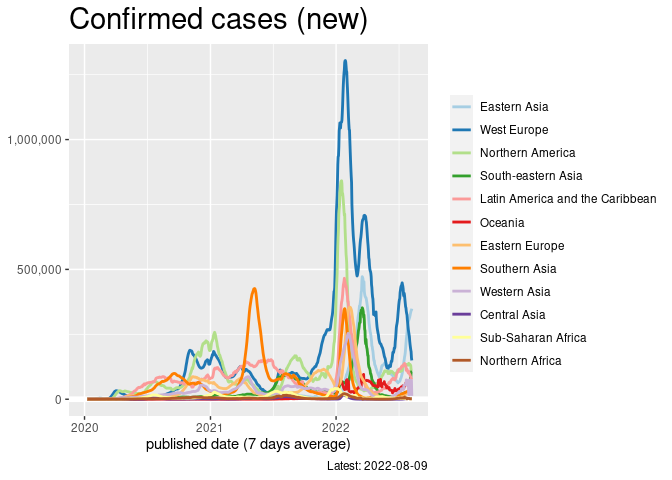 Confirmed cases (new)
1,000,000
500,000
0
2020
2021
2022
published date (7 days average)
Latest: 2022-08-09
Eastern Asia
West Europe
Northern America
South-eastern Asia
Latin America and the Caribbean
Oceania
Eastern Europe
Southern Asia
Western Asia
Central Asia
Sub-Saharan Africa
Northern Africa